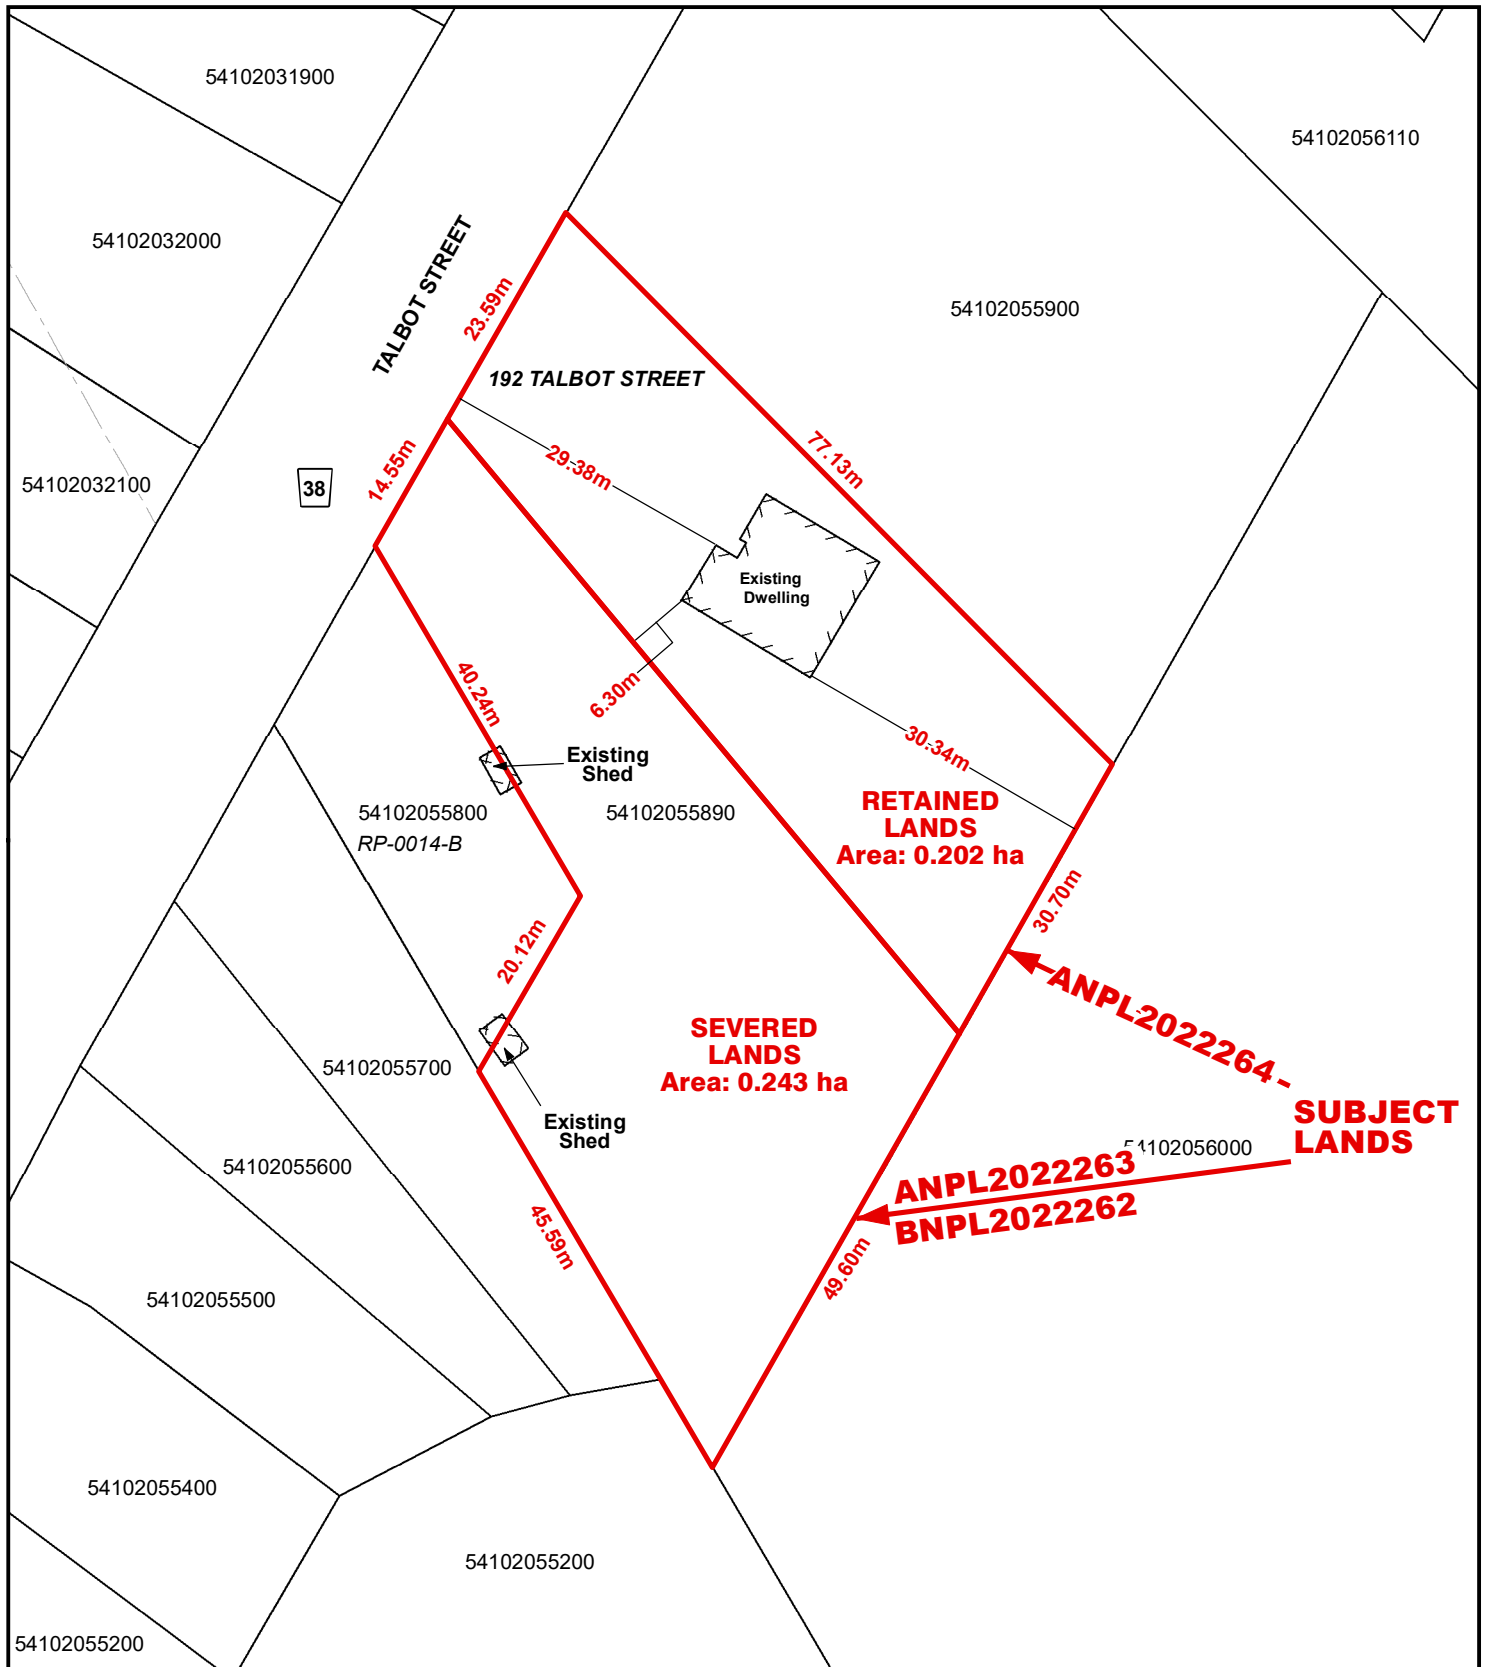 54102031900
54102056110
54102032000
TALBOT STREET
23.59m
54102055900
192 TALBOT STREET
14.55m
29.38m
77.13m
54102032100
38
Existing
Dwelling
40.24m
6.30m
30.34m
Existing
Shed
54102055800
RP-0014-B
54102055890
RETAINED
LANDS
Area: 0.202 ha
30.70m
20.12m
ANPL2022264
SEVERED
LANDS
Area: 0.243 ha
54102055700
Existing
Shed
SUBJECT
LANDS
54102056000
54102055600
ANPL2022263
BNPL2022262
45.59m
49.60m
54102055500
54102055400
54102055200
54102055200